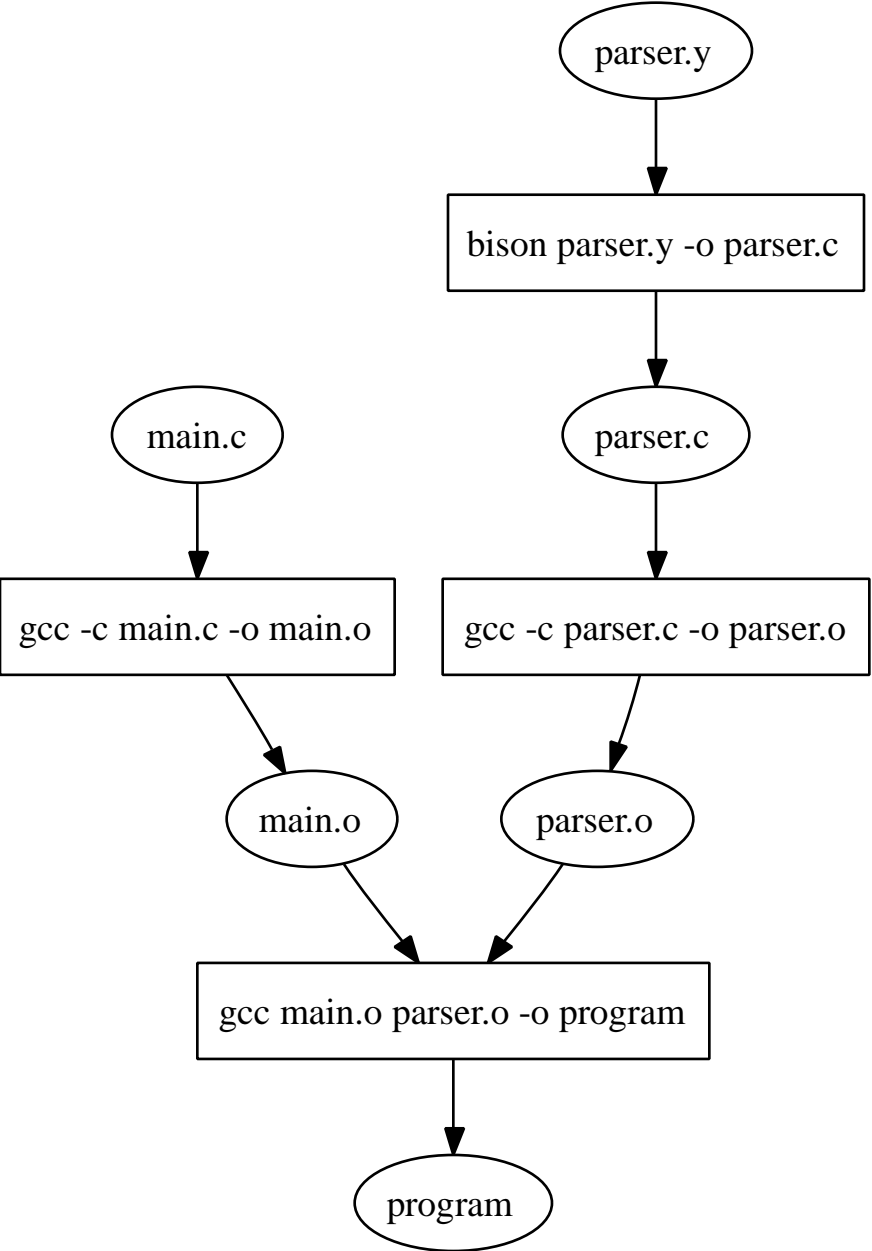 parser.y
bison parser.y -o parser.c
main.c
parser.c
gcc -c main.c -o main.o
gcc -c parser.c -o parser.o
main.o
parser.o
gcc main.o parser.o -o program
program